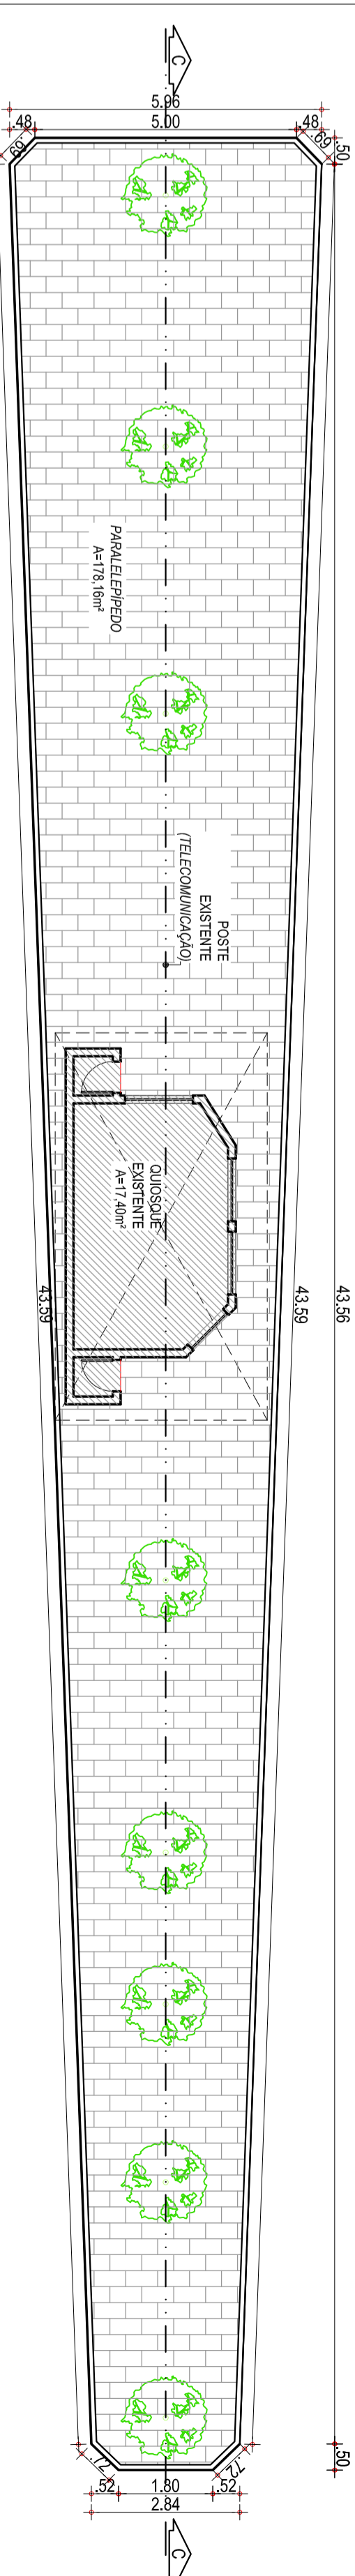 C
5.96
.48
5.00
.48
.69
.69
.50
PARALELEPÍPEDO
A=178,16m²
POSTE
EXISTENTE
(TELECOMUNICAÇÃO)
QUIOSQUE
EXISTENTE
A=17,40m²
43.59
43.59
43.56
.72
.72
.50
.52
1.80
.52
2.84
C